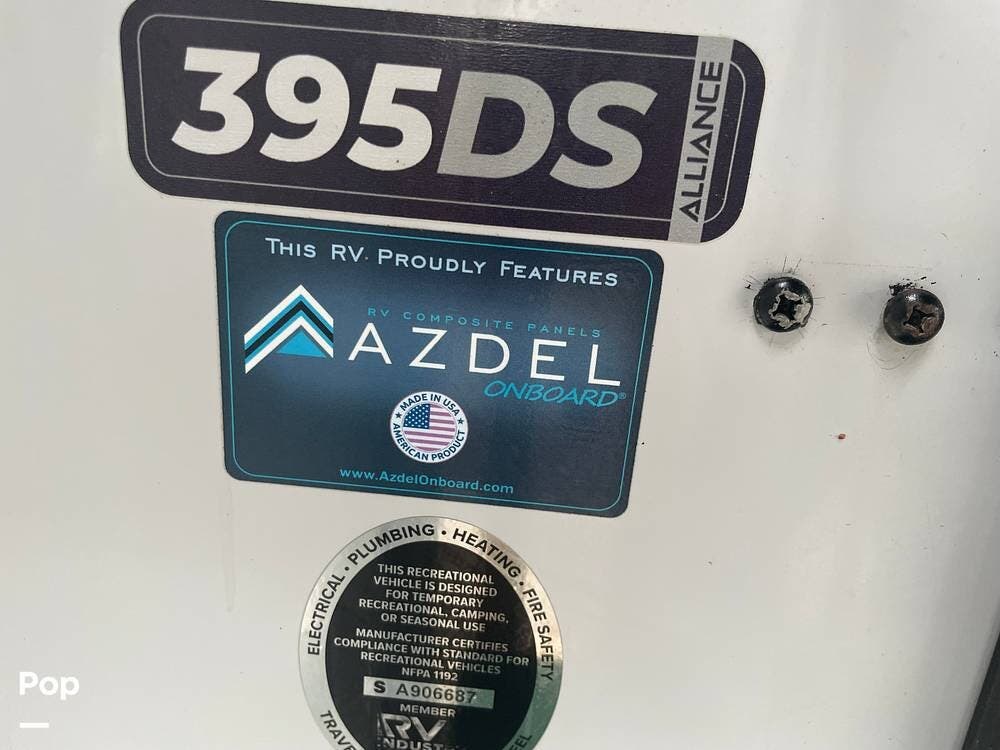 395DS
ALLIANCE
THIS RV PROUDLY FEATURES
RV COMPOSITE PANELS
AZDEL
ONBOARD®
MADE IN USA
AMERICAN PRODUCT
www.AzdelOnboard.com
ELECTRICAL • PLUMBING • HEATING • FIRE SAFETY
THIS RECREATIONAL
VEHICLE IS DESIGNED
FOR TEMPORARY
RECREATIONAL, CAMPING,
OR SEASONAL USE
MANUFACTURER CERTIFIES
COMPLIANCE WITH STANDARD FOR
RECREATIONAL VEHICLES
NFPA 1192
S A906687
MEMBER
RV
Pop